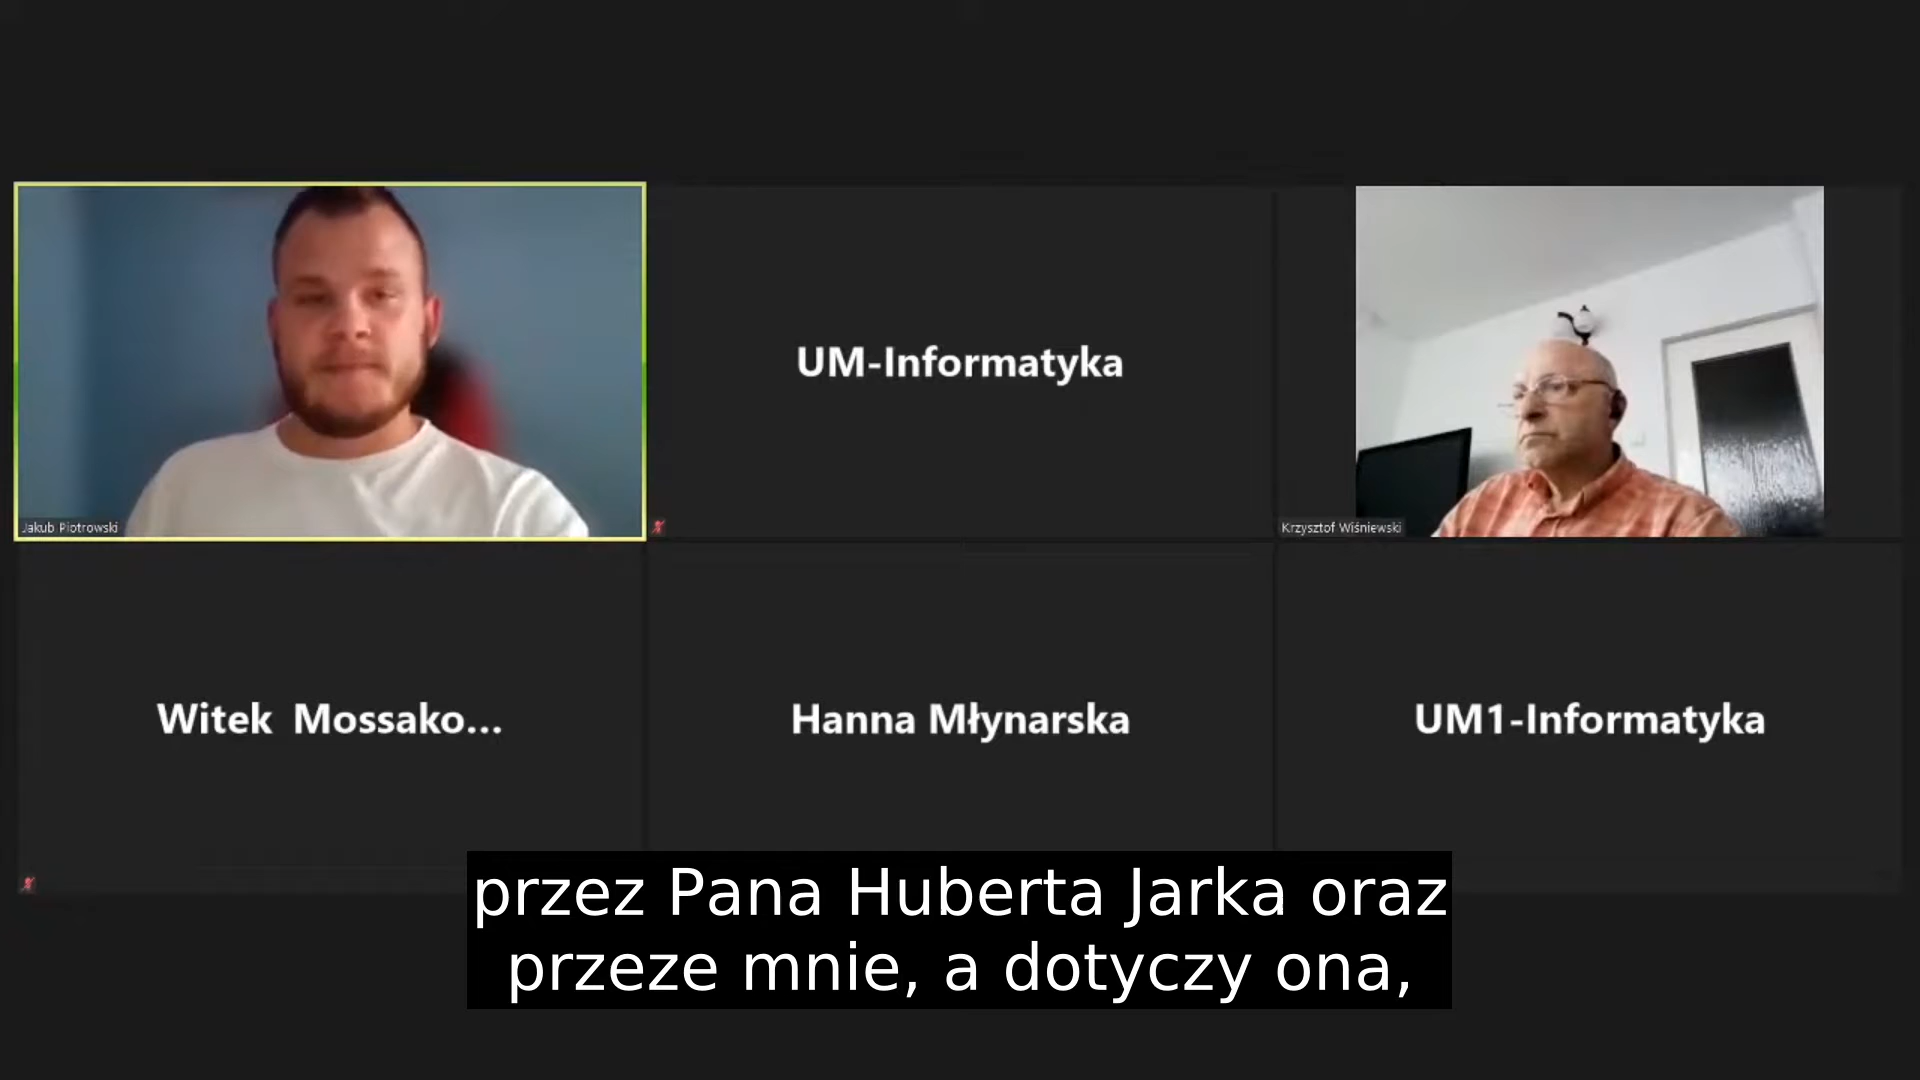 Jakub Piotrowski
UM-Informatyka
Krzysztof Wiśniewski
Witek Mossako...
Hanna Młynarska
UM1-Informatyka
przez Pana Huberta Jarka oraz
przeze mnie, a dotyczy ona,